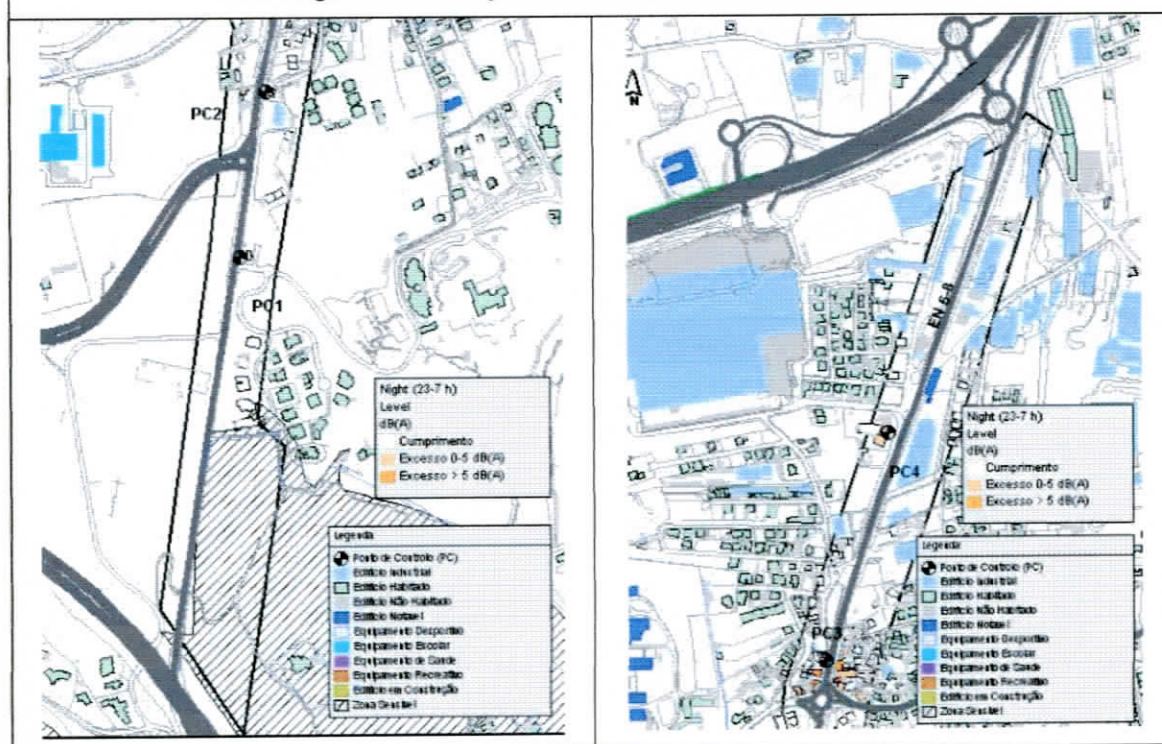 PC2
PC1
Night (23-7 h)
Level
dB(A)
Cumprimento
Excesso 0-5 dB(A)
Excesso > 5 dB(A)
Legenda
Ponto de Controlo (PC)
Edifício Industrial
Edifício Habitado
Edifício Não Habitado
Edifício Notável
Equipamento Desportivo
Equipamento Escolar
Equipamento de Saúde
Equipamento Recreativo
Edifício em Construção
Zona Sensível
N
EN 6-8
PC4
PC3
Night (23-7 h)
Level
dB(A)
Cumprimento
Excesso 0-5 dB(A)
Excesso > 5 dB(A)
Legenda
Ponto de Controlo (PC)
Edifício Industrial
Edifício Habitado
Edifício Não Habitado
Edifício Notável
Equipamento Desportivo
Equipamento Escolar
Equipamento de Saúde
Equipamento Recreativo
Edifício em Construção
Zona Sensível